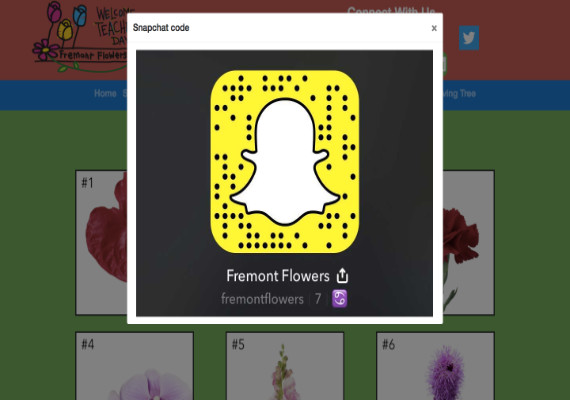 WELCOME
TEACH
DAY
Fremont Flowers
Connect With Us
Snapchat code
x
Home S
ving Tree
#1
Fremont Flowers
fremontflowers 7
#4
#5
#6